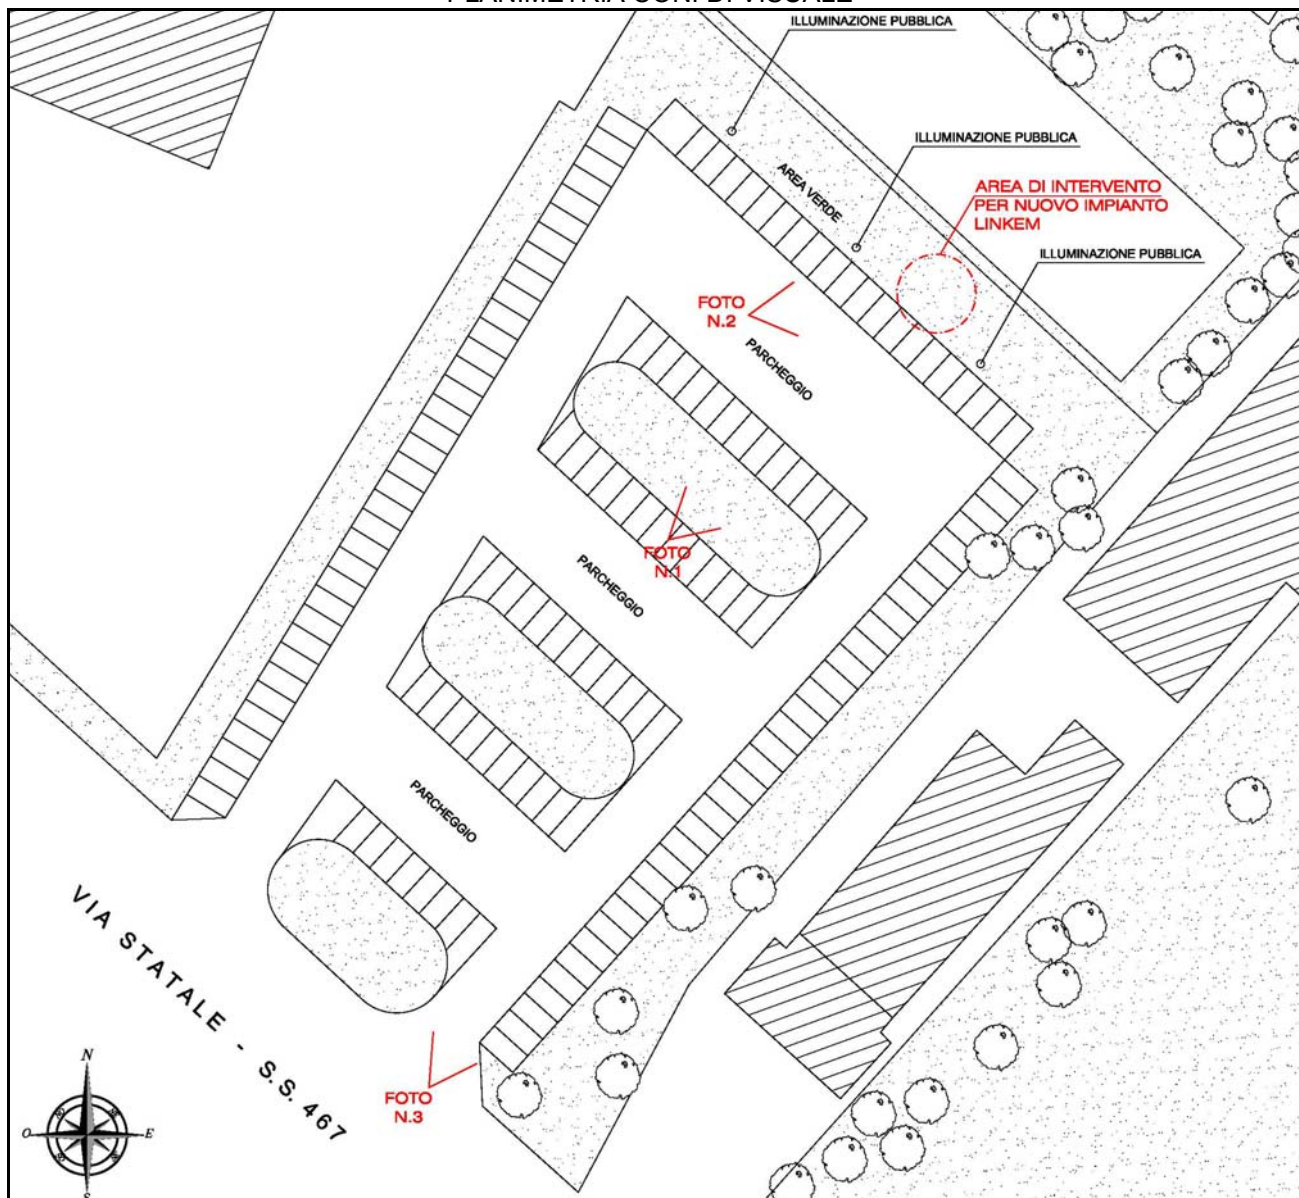 PLANIMETRIA CONI DI VISUALE
ILLUMINAZIONE PUBBLICA
ILLUMINAZIONE PUBBLICA
AREA VERDE
AREA DI INTERVENTO
PER NUOVO IMPIANTO
LINKEM
ILLUMINAZIONE PUBBLICA
FOTO
N.2
PARCHEGGIO
FOTO
N.1
PARCHEGGIO
PARCHEGGIO
VIA STATALE - S.S. 467
FOTO
N.3
N
O
E
S